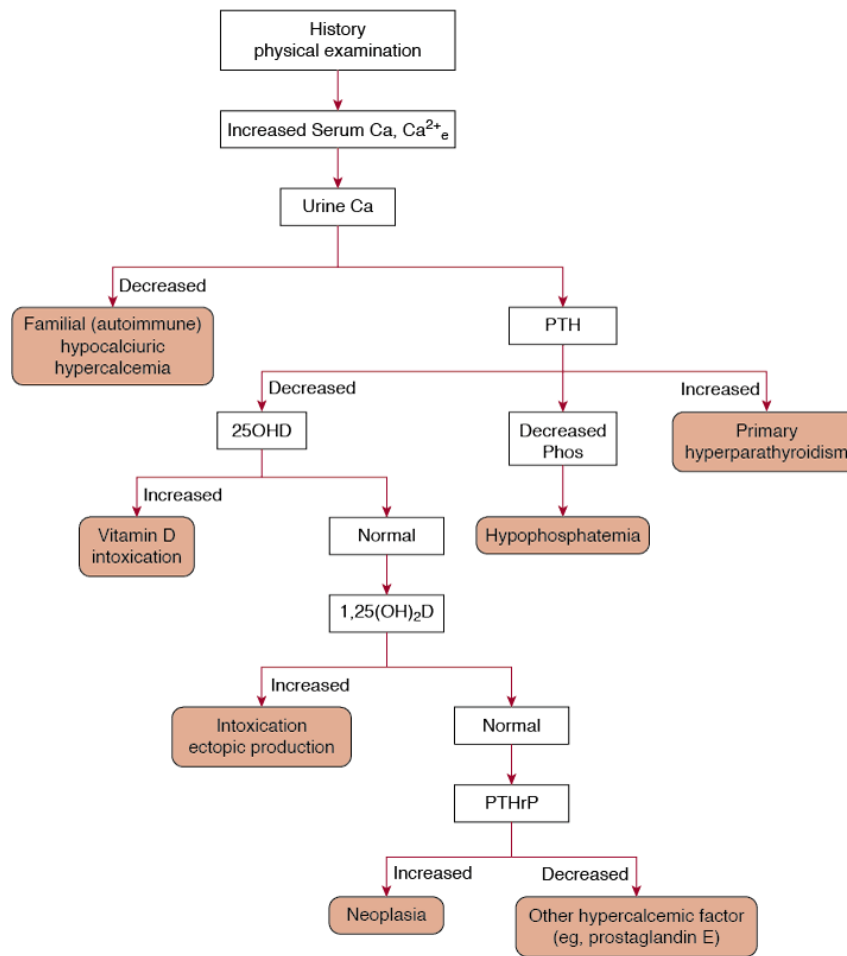 History
physical examination
Increased Serum Ca, Ca²⁺ₑ
Urine Ca
Decreased
Familial (autoimmune)
hypocalciuric
hypercalcemia
PTH
Decreased
Increased
25OHD
Decreased
Phos
Primary
hyperparathyroidism
Increased
Vitamin D
intoxication
Normal
Hypophosphatemia
1,25(OH)₂D
Increased
Intoxication
ectopic production
Normal
PTHrP
Increased
Decreased
Neoplasia
Other hypercalcemic factor
(eg, prostaglandin E)